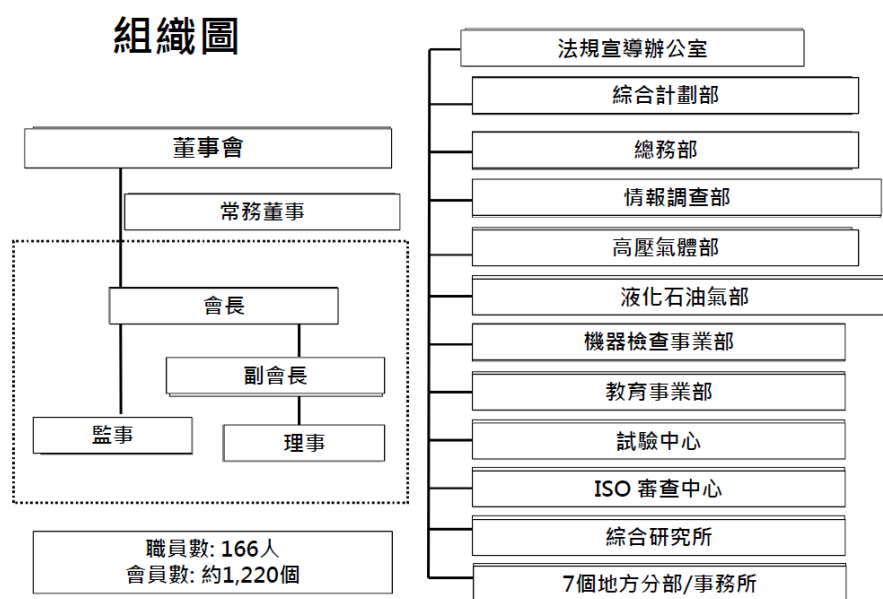 組織圖
董事會
常務董事
會長
副會長
監事
理事
職員數: 166人
會員數: 約1,220個
法規宣導辦公室
綜合計劃部
總務部
情報調查部
高壓氣體部
液化石油氣部
機器檢查事業部
教育事業部
試驗中心
ISO 審查中心
綜合研究所
7個地方分部/事務所